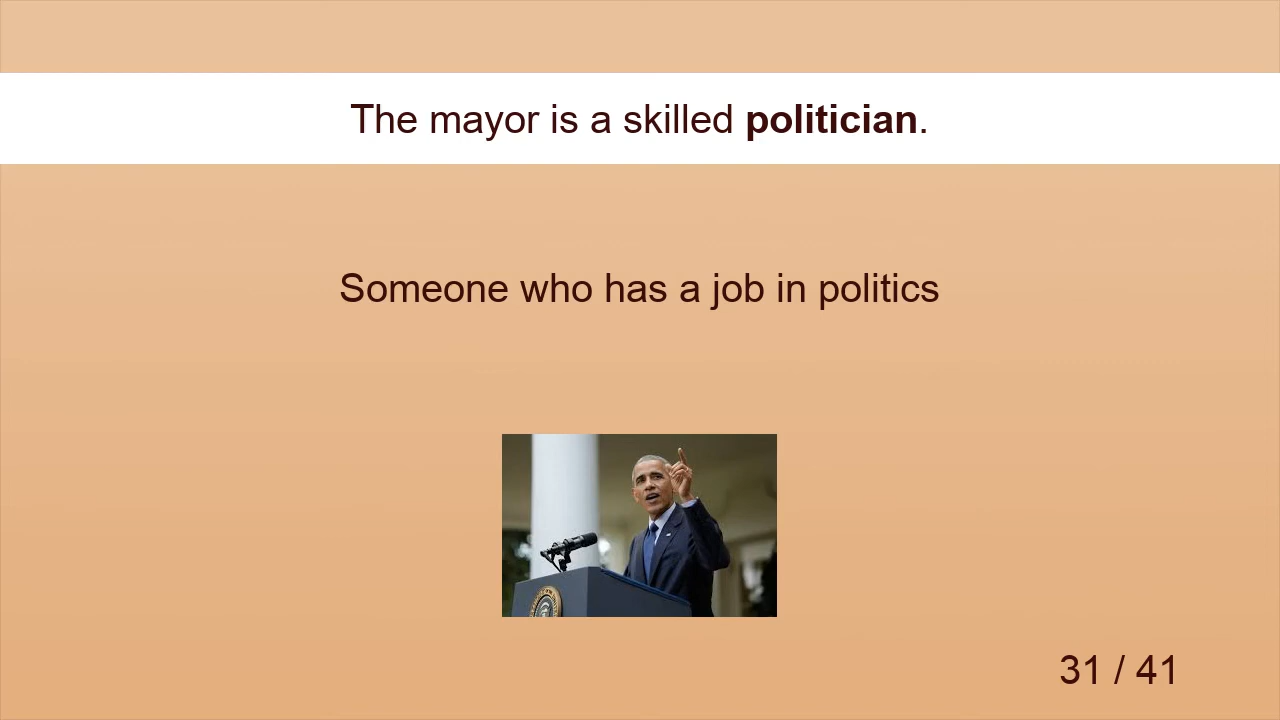 The mayor is a skilled politician.
Someone who has a job in politics
31 / 41